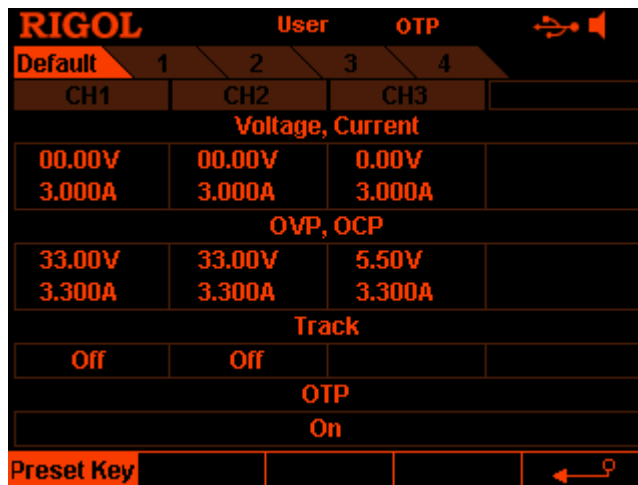 RIGOL User OTP
Default 1 2 3 4
CH1 CH2 CH3
Voltage, Current
00.00V 00.00V 0.00V
3.000A 3.000A 3.000A
OVP, OCP
33.00V 33.00V 5.50V
3.300A 3.300A 3.300A
Track
Off Off
OTP
On
Preset Key